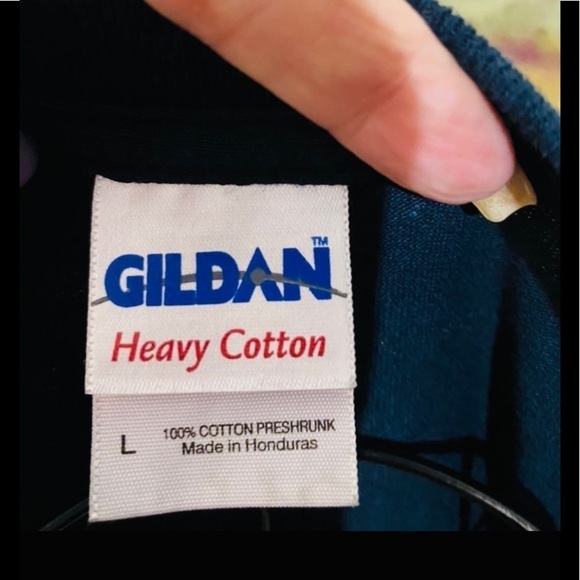 GILDAN™
Heavy Cotton
L
100% COTTON PRESHRUNK
Made in Honduras